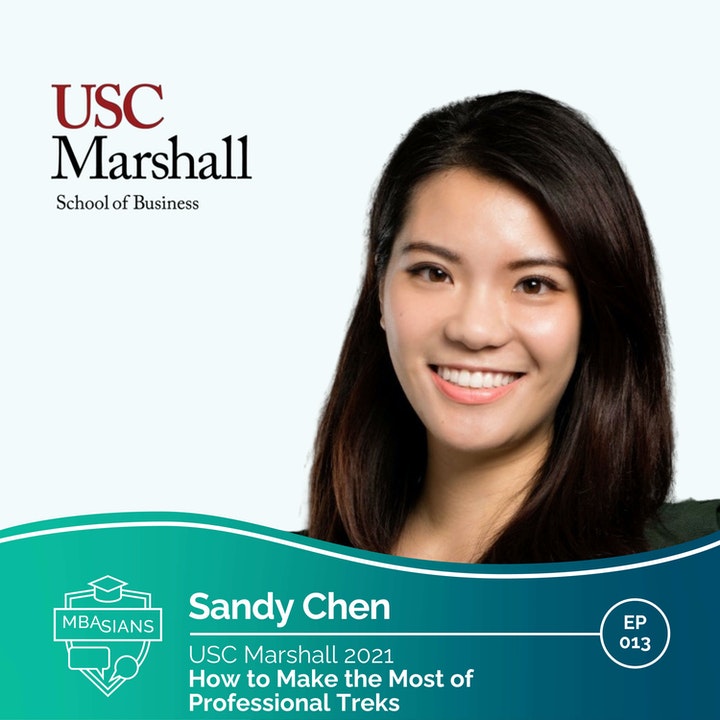 USC
Marshall
School of Business
MBASIANS
Sandy Chen
EP
013
USC Marshall 2021
How to Make the Most of
Professional Treks